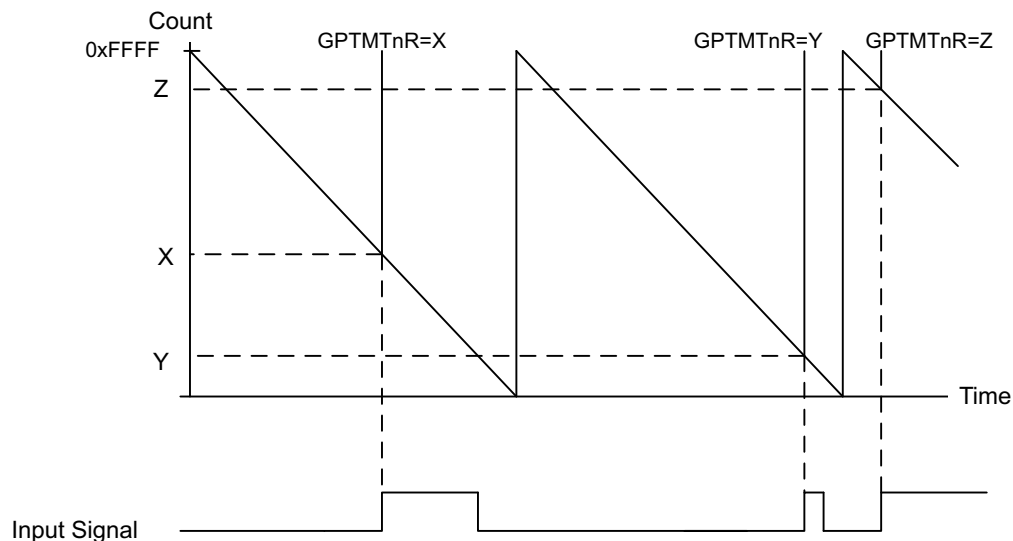 Count
0xFFFF
GPTMTnR=X
GPTMTnR=Y
GPTMTnR=Z
Z
X
Y
Time
Input Signal